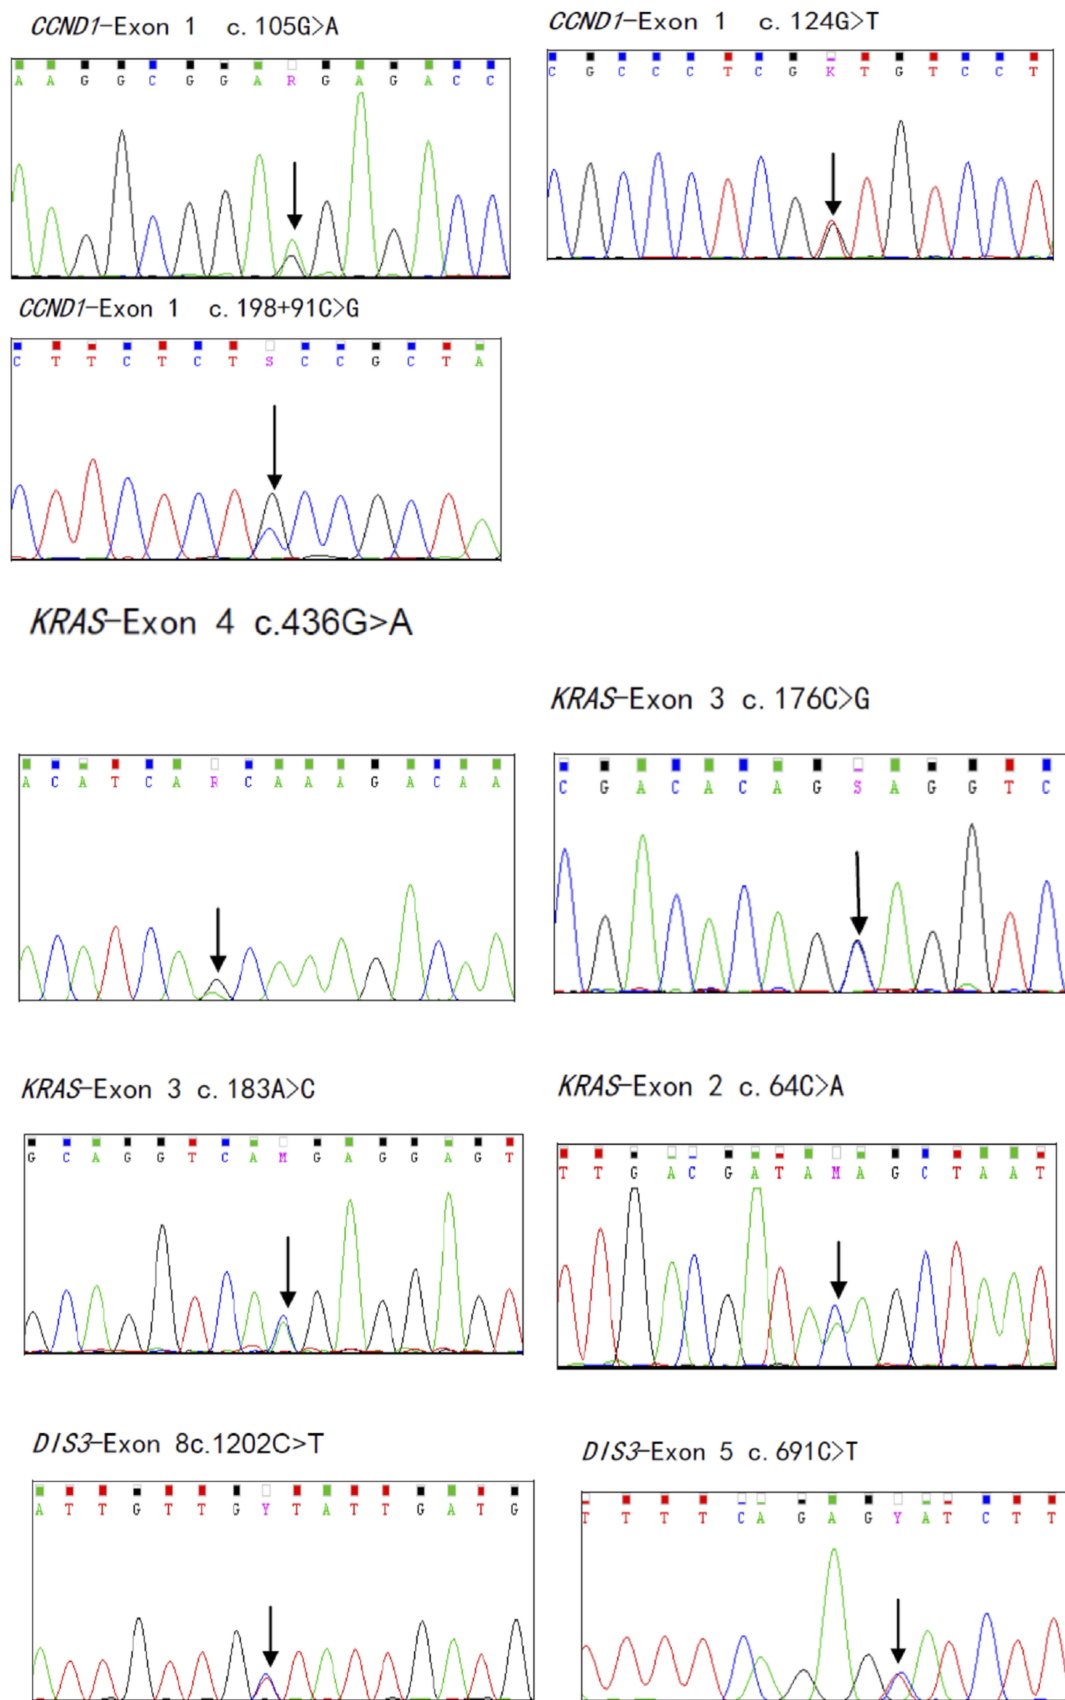 CCND1-Exon 1 c.105G>A
A A G G C G G A R G A G A C C
CCND1-Exon 1 c.124G>T
C G C C C T C G K T G T C C T
CCND1-Exon 1 c.198+91C>G
C T T C T C T S C C G C T A
KRAS-Exon 4 c.436G>A
A C A T C A R C A A A G A C A A
KRAS-Exon 3 c.176C>G
C G A C A C A G S A G G T C
KRAS-Exon 3 c.183A>C
G C A G G T C A M G A G G A G T
KRAS-Exon 2 c.64C>A
T T G A C G A T A M A G C T A A T
DIS3-Exon 8c.1202C>T
A T T G T T G Y T A T T G A T G
DIS3-Exon 5 c.691C>T
T T T T C A G A G Y A T C T T